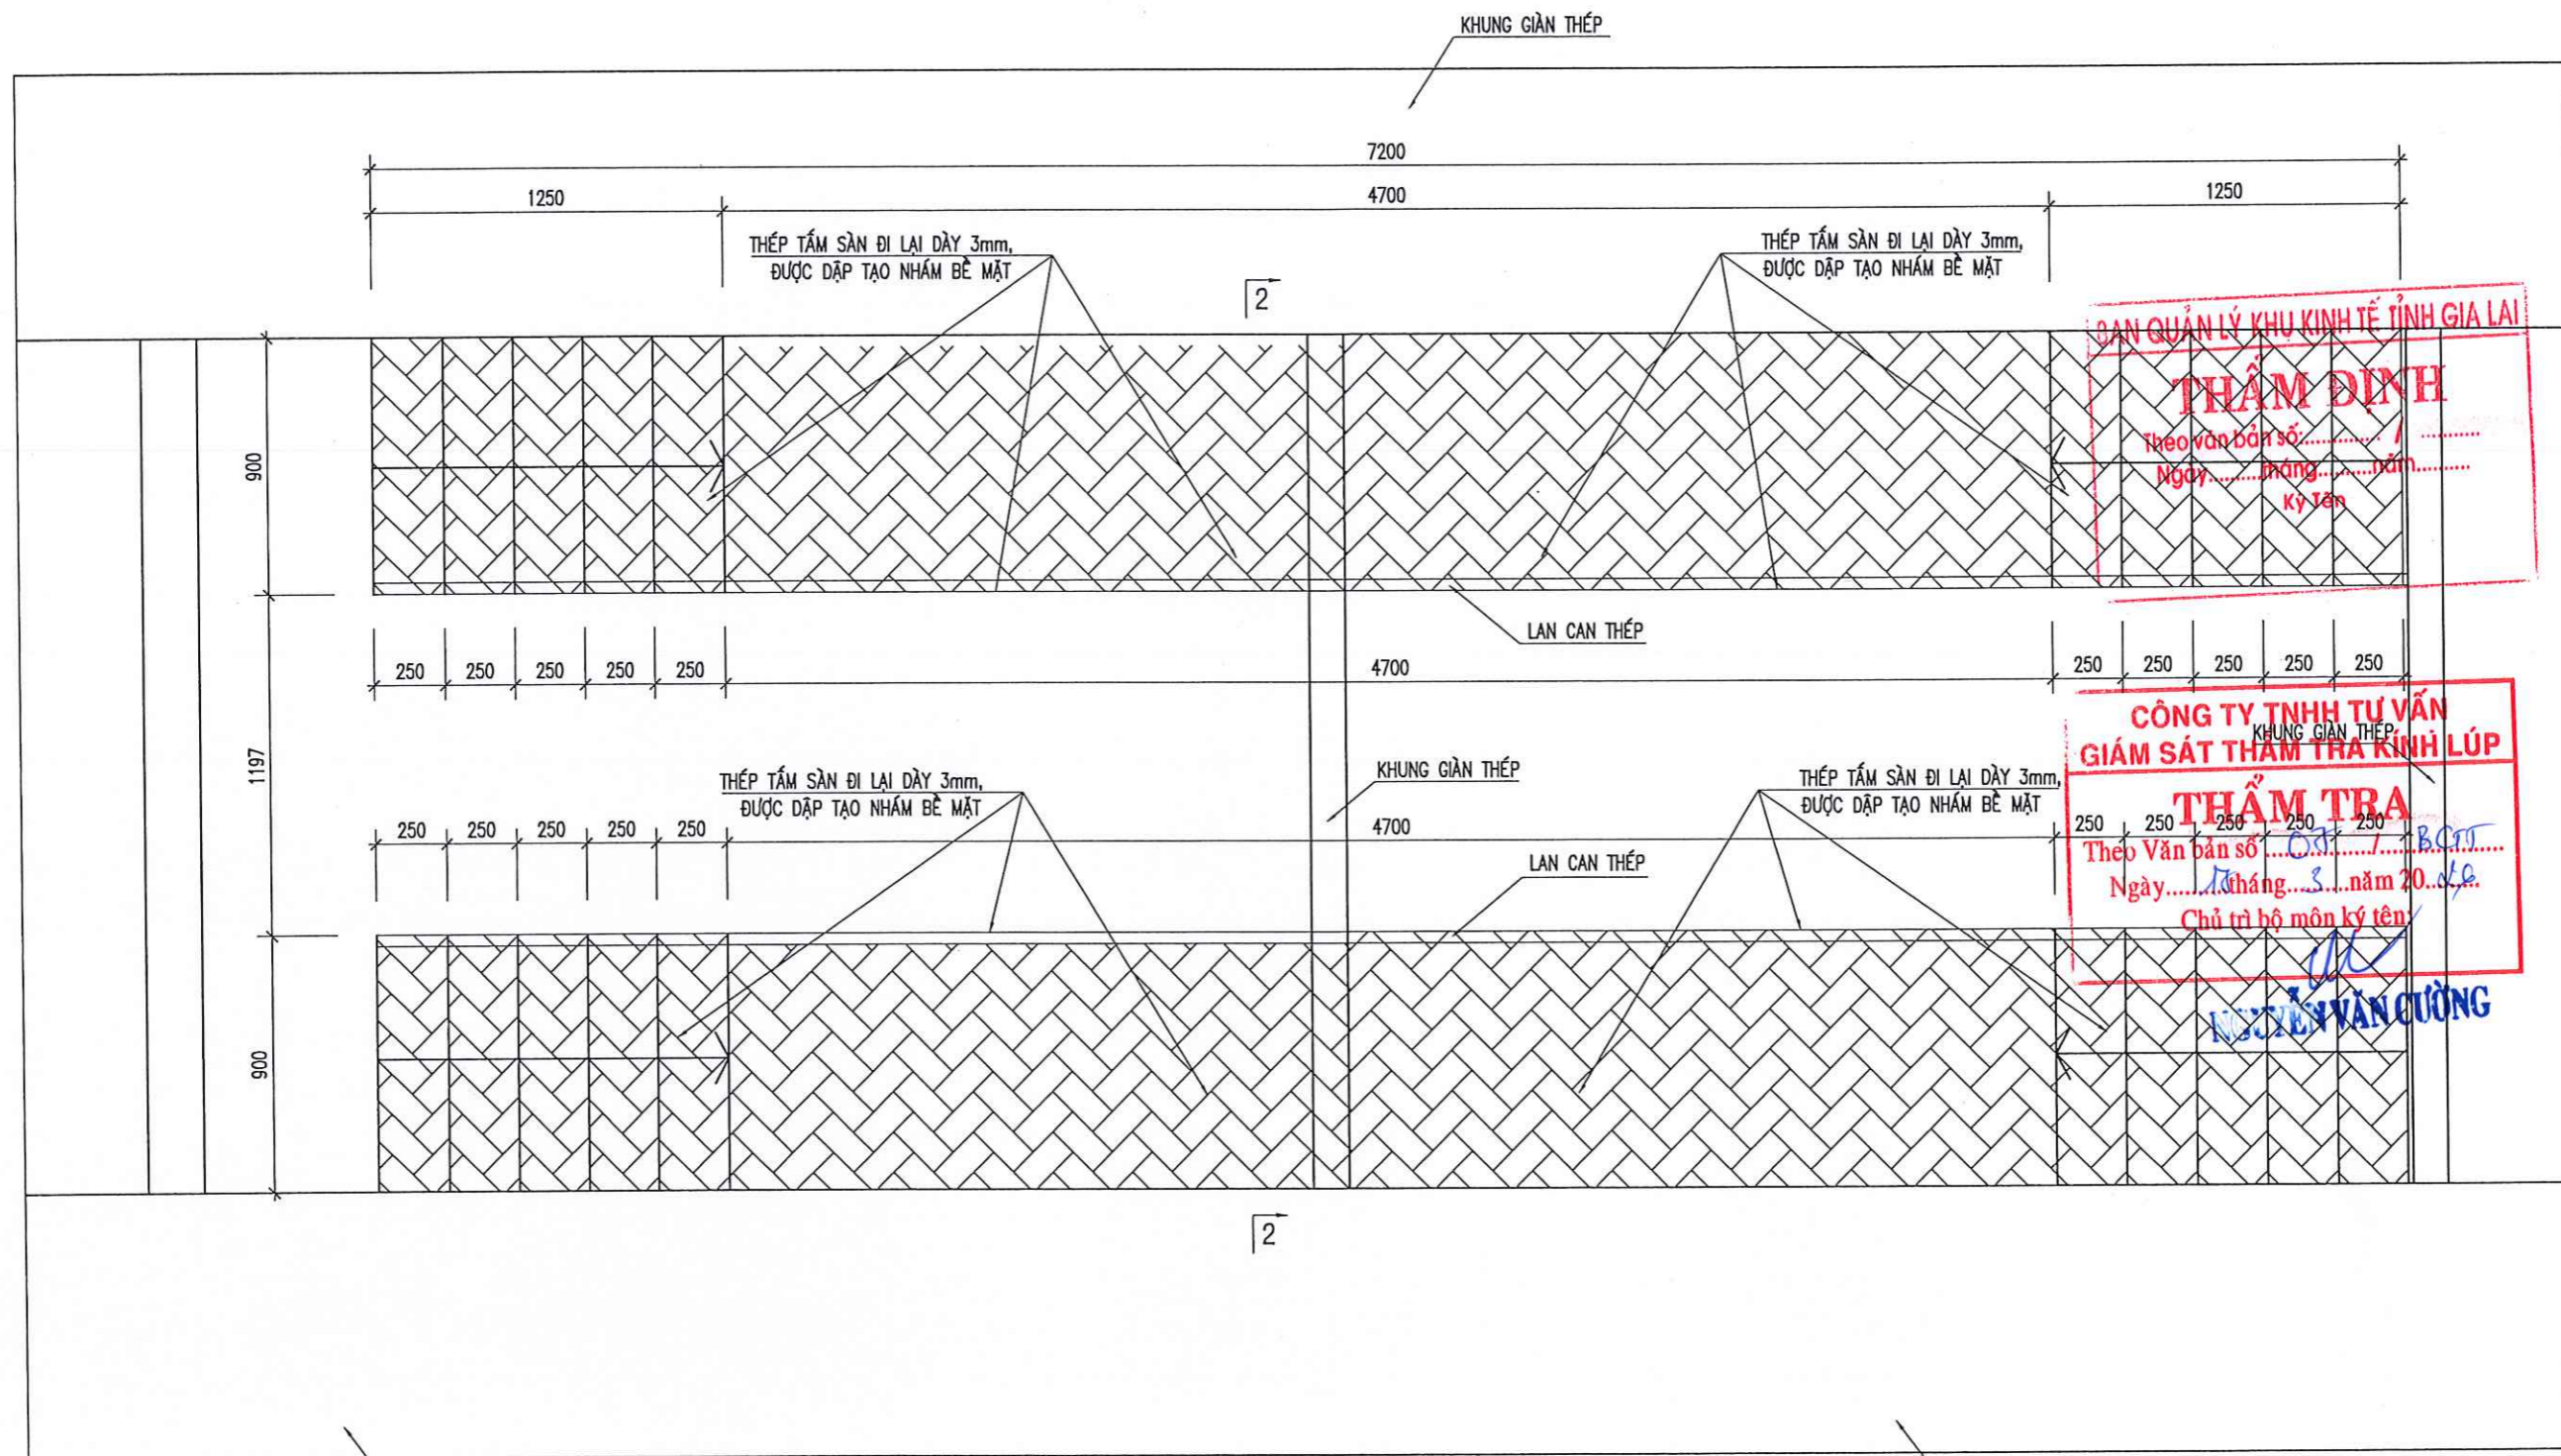 KHUNG GIÀN THÉP
7200
1250 4700 1250
THÉP TẤM SÀN ĐI LẠI DÀY 3mm,
ĐƯỢC DẬP TẠO NHÁM BỀ MẶT
THÉP TẤM SÀN ĐI LẠI DÀY 3mm,
ĐƯỢC DẬP TẠO NHÁM BỀ MẶT
2
BAN QUẢN LÝ KHU KINH TẾ TỈNH GIA LAI
THẨM ĐỊNH
Theo văn bản số:............ / ..........
Ngày.........tháng.........năm..........
Ký Tên
900
LAN CAN THÉP
250 250 250 250 250 4700 250 250 250 250 250
1197
CÔNG TY TNHH TƯ VẤN
GIÁM SÁT THẨM TRA KÍNH LÚP
KHUNG GIÀN THÉP
KHUNG GIÀN THÉP
THÉP TẤM SÀN ĐI LẠI DÀY 3mm,
ĐƯỢC DẬP TẠO NHÁM BỀ MẶT
THÉP TẤM SÀN ĐI LẠI DÀY 3mm,
ĐƯỢC DẬP TẠO NHÁM BỀ MẶT
THẨM TRA
250 250 250 250 250 4700 250 250 250 250 250
Theo Văn bản số ............/ BCTT
Ngày.........tháng...3...năm 20.........
Chủ trì bộ môn ký tên
LAN CAN THÉP
NGUYỄN VĂN CƯỜNG
900
2